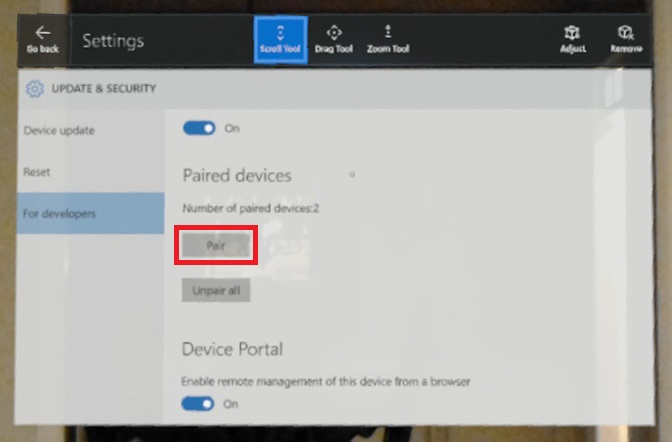 Go back
Settings
Scroll Tool
Drag Tool
Zoom Tool
Adjust
Remove
UPDATE & SECURITY
Device update
On
Reset
Paired devices
For developers
Number of paired devices:2
Pair
Unpair all
Device Portal
Enable remote management of this device from a browser
On